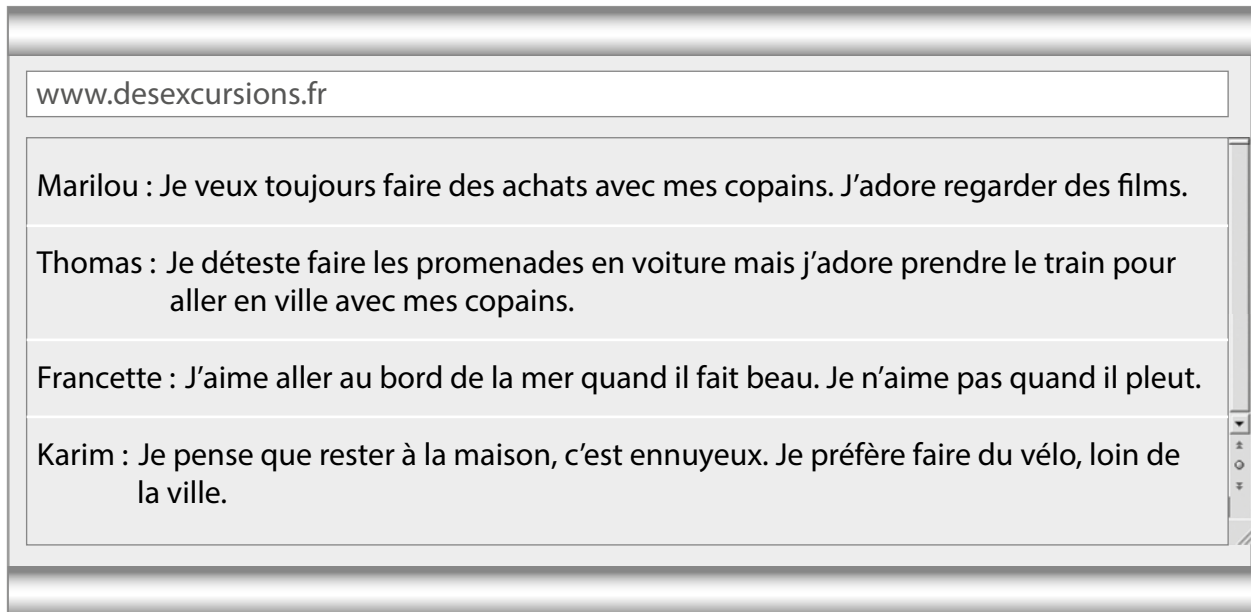 www.desexcursions.fr
Marilou : Je veux toujours faire des achats avec mes copains. J’adore regarder des films.
Thomas : Je déteste faire les promenades en voiture mais j’adore prendre le train pour
aller en ville avec mes copains.
Francette : J’aime aller au bord de la mer quand il fait beau. Je n’aime pas quand il pleut.
Karim : Je pense que rester à la maison, c’est ennuyeux. Je préfère faire du vélo, loin de
la ville.